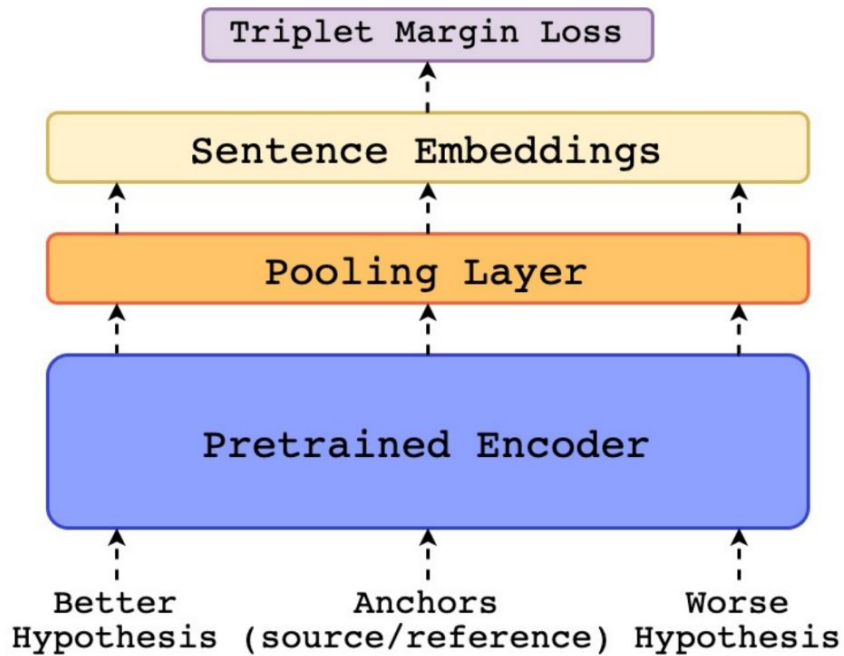 Triplet Margin Loss
Sentence Embeddings
Pooling Layer
Pretrained Encoder
Better
Hypothesis
Anchors
(source/reference)
Worse
Hypothesis